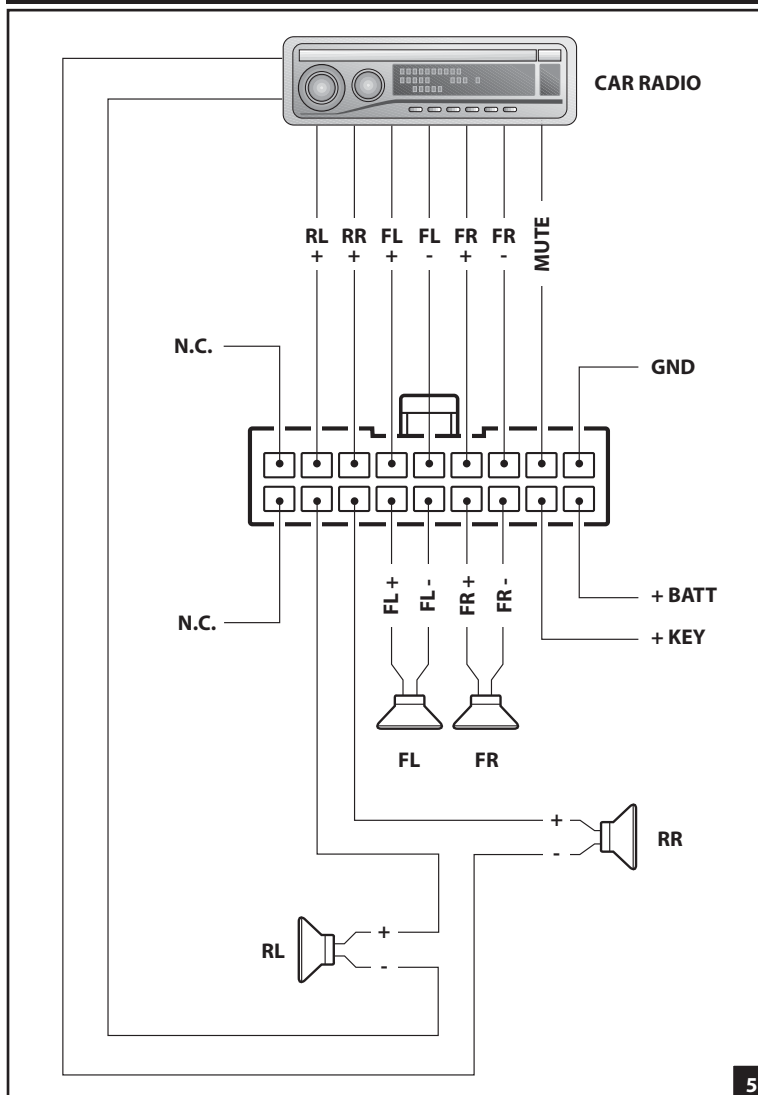 CAR RADIO
RL RR FL FL FR FR MUTE
+ + + - + -
N.C.
GND
FL + FL - FR + FR -
+ BATT
N.C.
+ KEY
FL FR
+
RR
-
+
RL
-
5